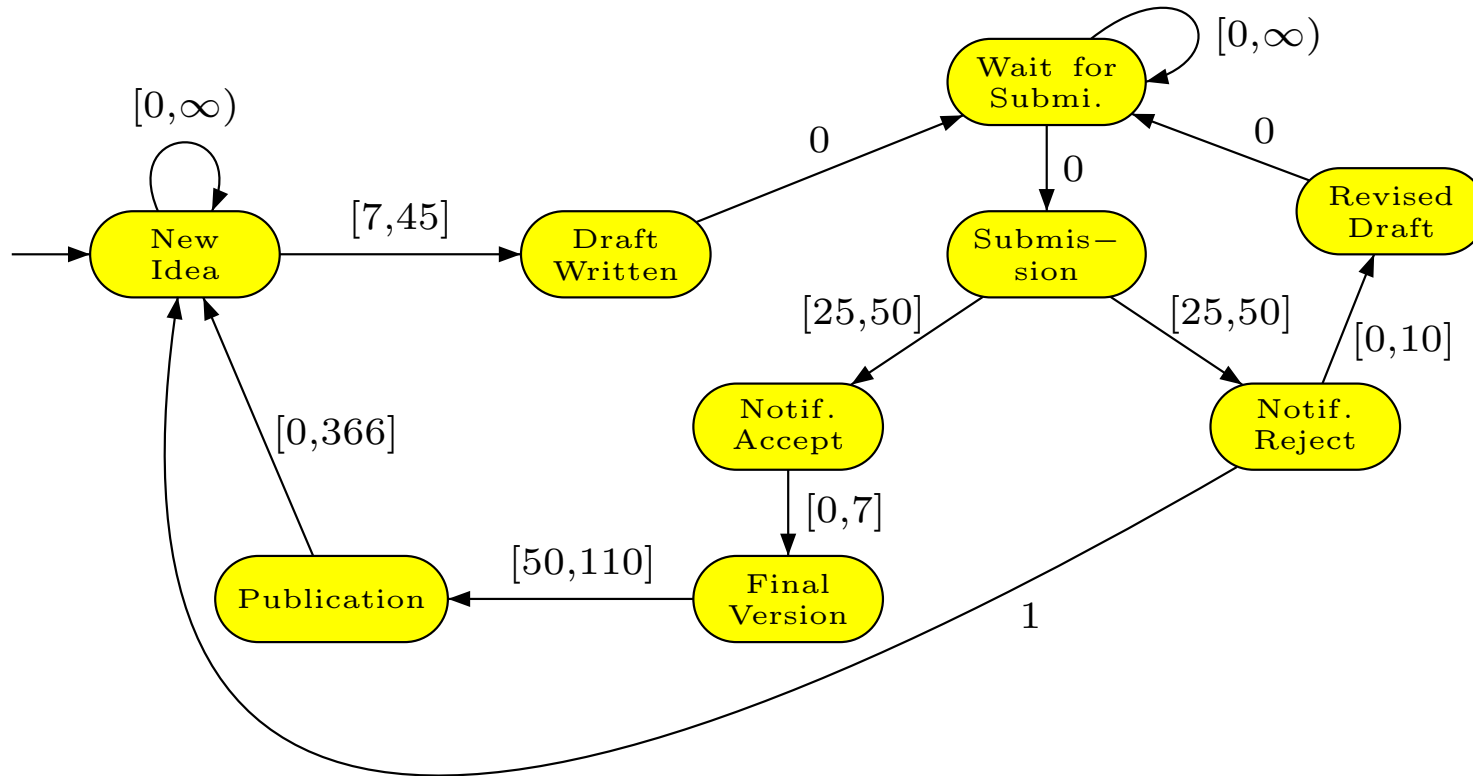 [0,∞)
Wait for
Submi.
[0,∞)
0
0
0
Revised
Draft
[7,45]
New
Idea
Draft
Written
Submis−
sion
[25,50]
[25,50]
[0,10]
[0,366]
Notif.
Accept
Notif.
Reject
[0,7]
[50,110]
Publication
Final
Version
1